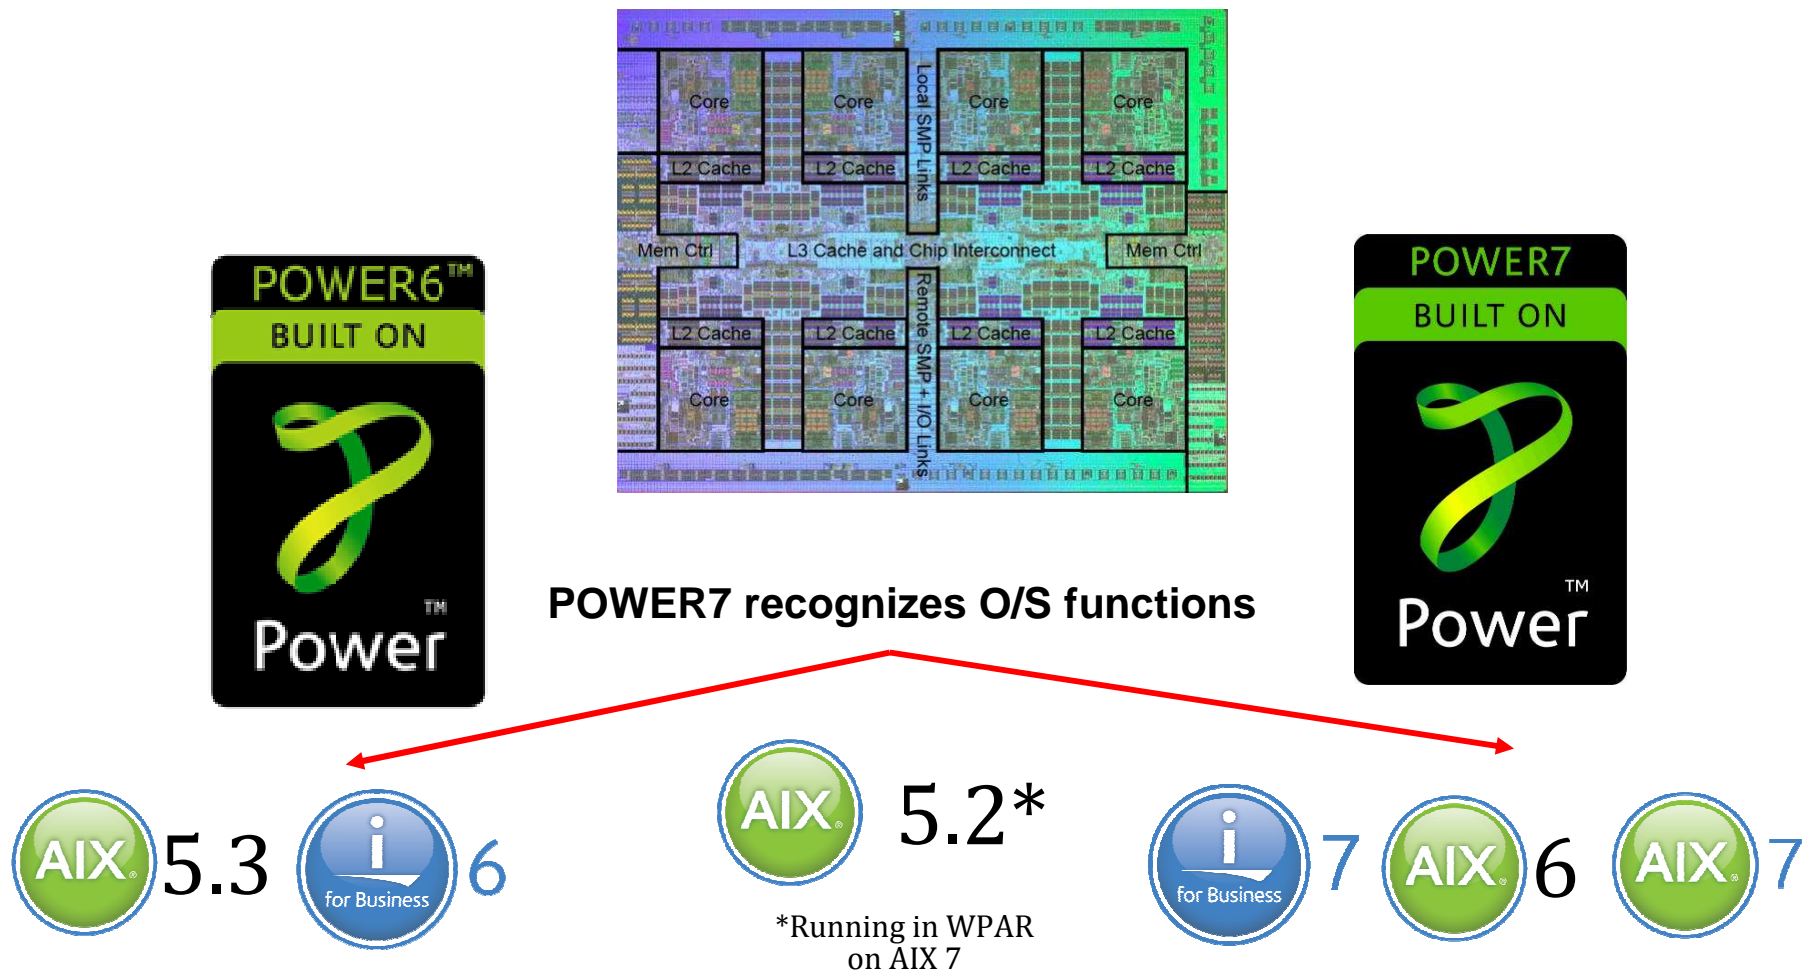 Core Core Core Core
Local SMP Links
L2 Cache L2 Cache L2 Cache L2 Cache
Mem Ctrl L3 Cache and Chip Interconnect Mem Ctrl
L2 Cache L2 Cache L2 Cache L2 Cache
Remote SMP + I/O Links
Core Core Core Core
POWER6™
BUILT ON
Power™
POWER7
BUILT ON
Power™
POWER7 recognizes O/S functions
AIX® 5.3
i for Business 6
AIX® 5.2*
*Running in WPAR
on AIX 7
i for Business 7
AIX® 6
AIX® 7